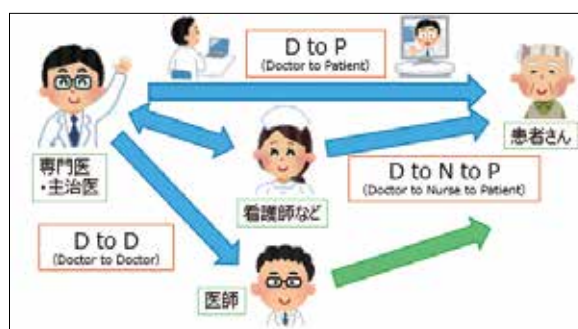 D to P
(Doctor to Patient)
専門医
・主治医
患者さん
看護師など
D to N to P
(Doctor to Nurse to Patient)
D to D
(Doctor to Doctor)
医師